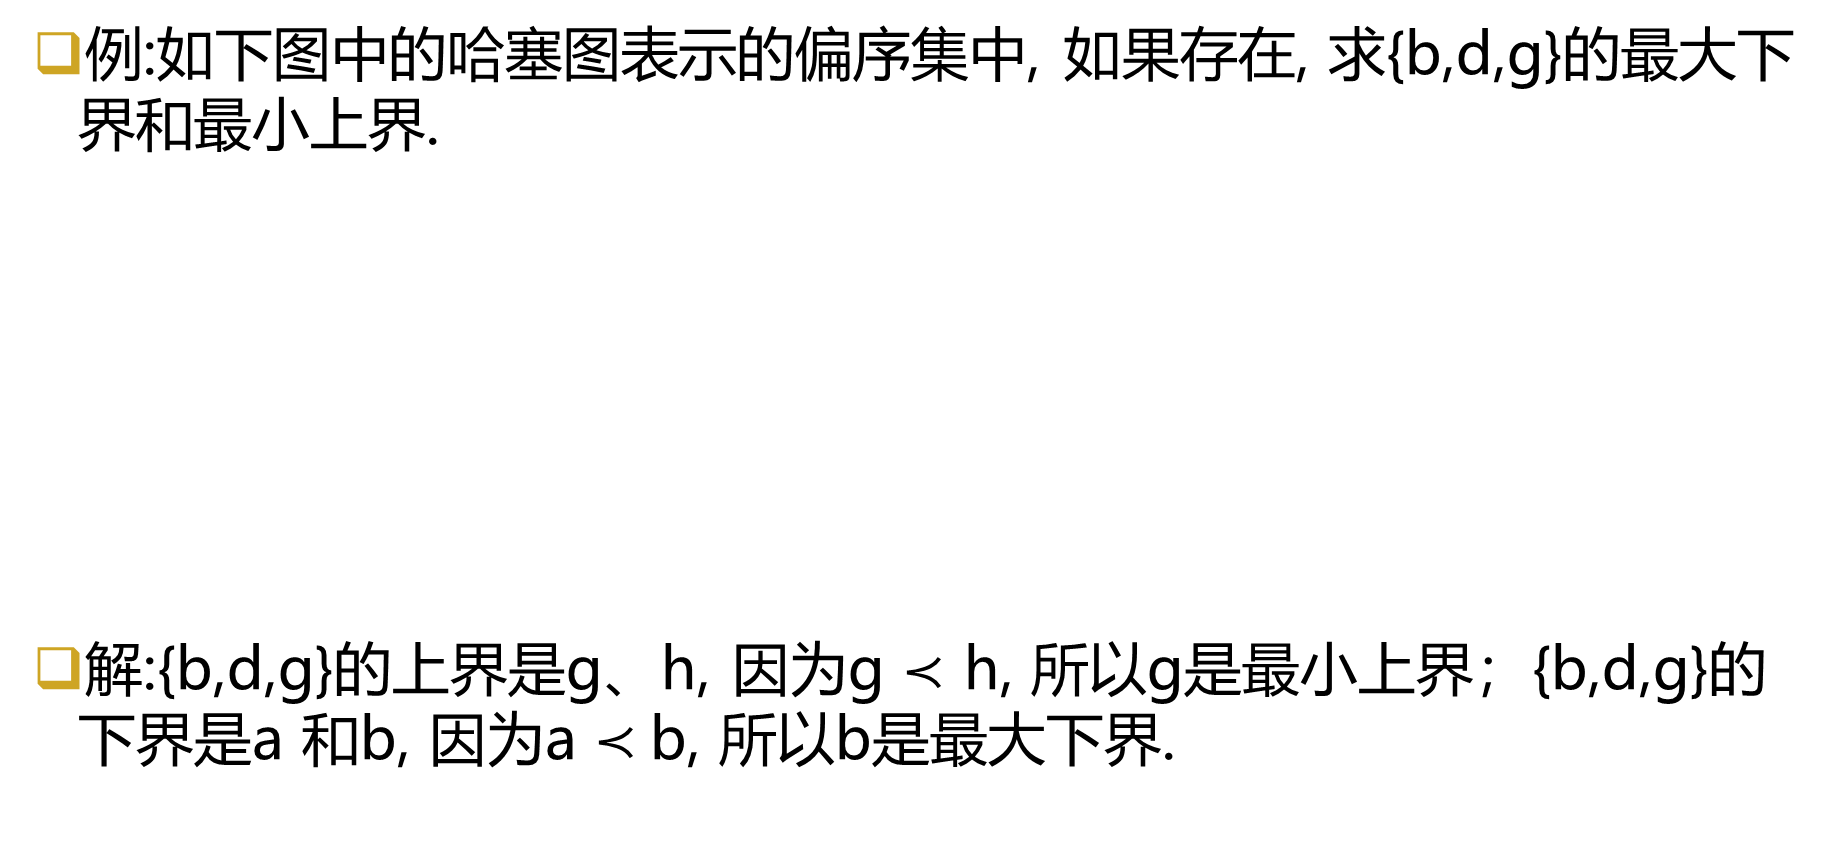 例:如下图中的哈塞图表示的偏序集中, 如果存在, 求{b,d,g}的最大下
界和最小上界.
解:{b,d,g}的上界是g、h, 因为g ≺ h, 所以g是最小上界；{b,d,g}的
下界是a 和b, 因为a ≺ b, 所以b是最大下界.